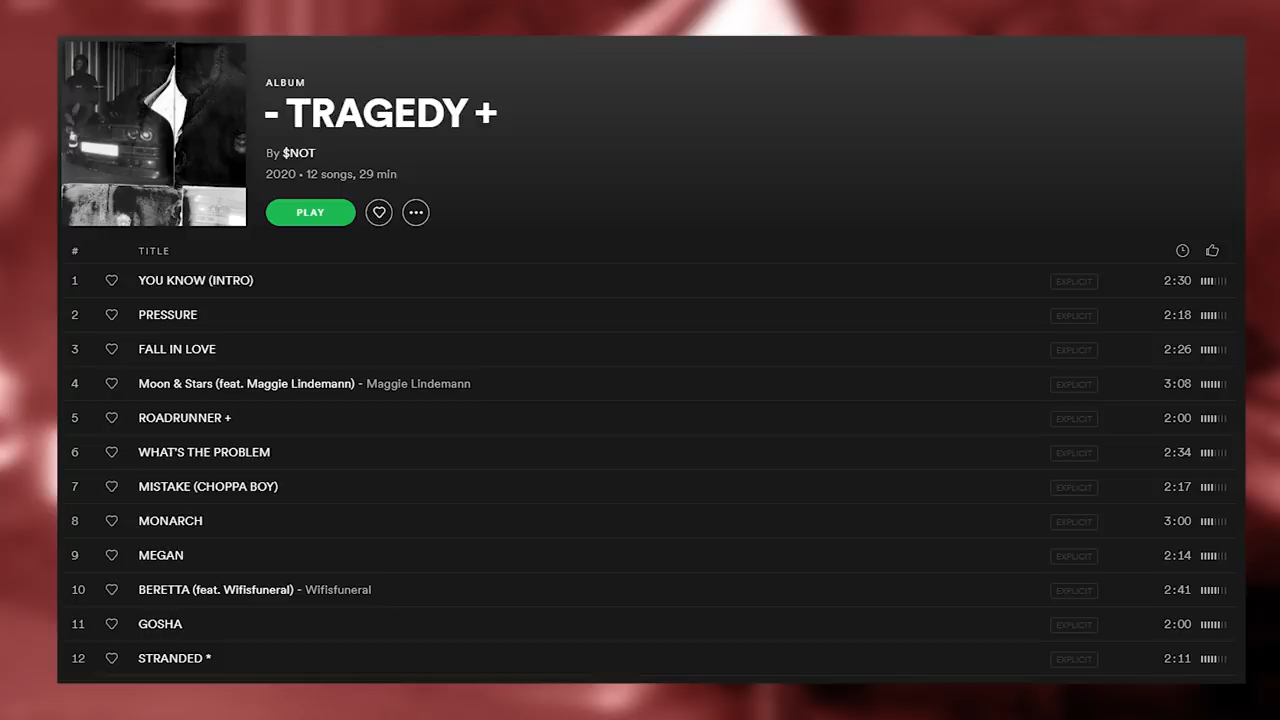 ALBUM
- TRAGEDY +
By $NOT
2020 • 12 songs, 29 min
PLAY
# TITLE
1 YOU KNOW (INTRO) EXPLICIT 2:30
2 PRESSURE EXPLICIT 2:18
3 FALL IN LOVE EXPLICIT 2:26
4 Moon & Stars (feat. Maggie Lindemann) - Maggie Lindemann EXPLICIT 3:08
5 ROADRUNNER + EXPLICIT 2:00
6 WHAT'S THE PROBLEM EXPLICIT 2:34
7 MISTAKE (CHOPPA BOY) EXPLICIT 2:17
8 MONARCH EXPLICIT 3:00
9 MEGAN EXPLICIT 2:14
10 BERETTA (feat. Wifisfuneral) - Wifisfuneral EXPLICIT 2:41
11 GOSHA EXPLICIT 2:00
12 STRANDED * EXPLICIT 2:11